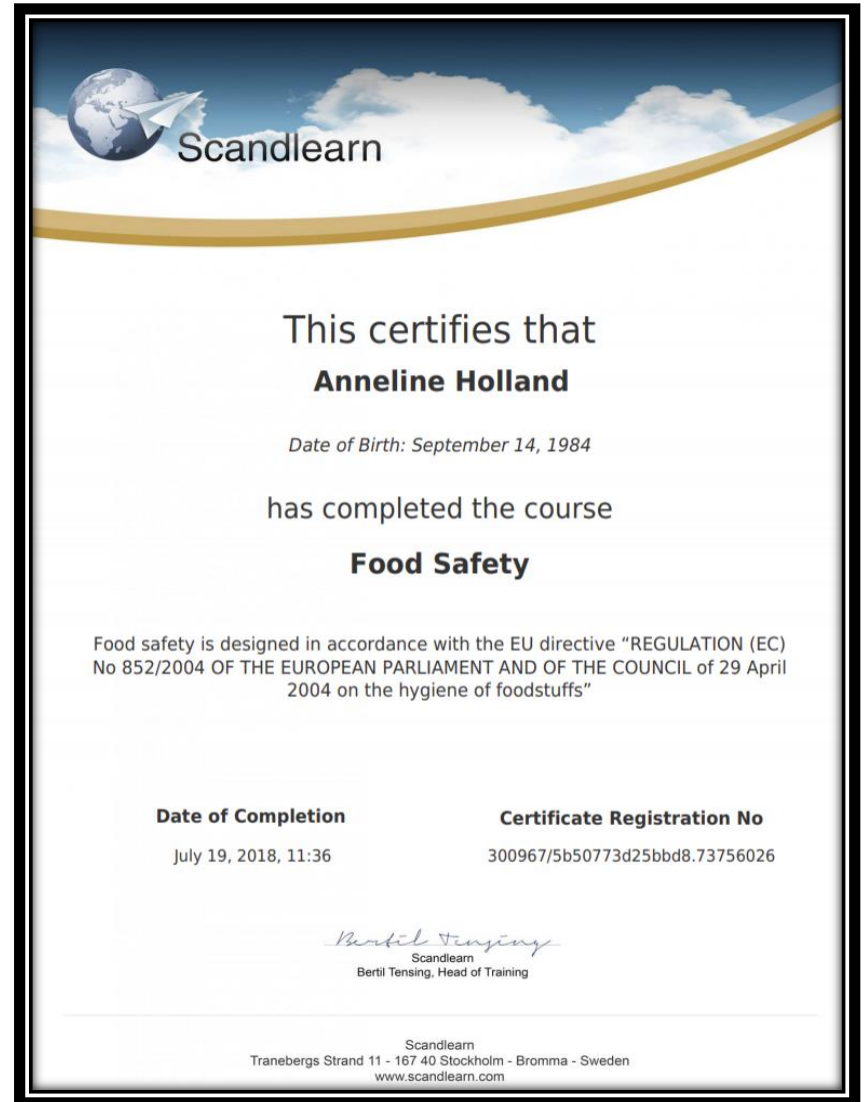 Scandlearn
This certifies that
Anneline Holland
Date of Birth: September 14, 1984
has completed the course
Food Safety
Food safety is designed in accordance with the EU directive “REGULATION (EC)
No 852/2004 OF THE EUROPEAN PARLIAMENT AND OF THE COUNCIL of 29 April
2004 on the hygiene of foodstuffs”
Date of Completion
Certificate Registration No
July 19, 2018, 11:36
300967/5b50773d25bbd8.73756026
Bertil Tensing
Scandlearn
Bertil Tensing, Head of Training
Scandlearn
Tranebergs Strand 11 - 167 40 Stockholm - Bromma - Sweden
www.scandlearn.com